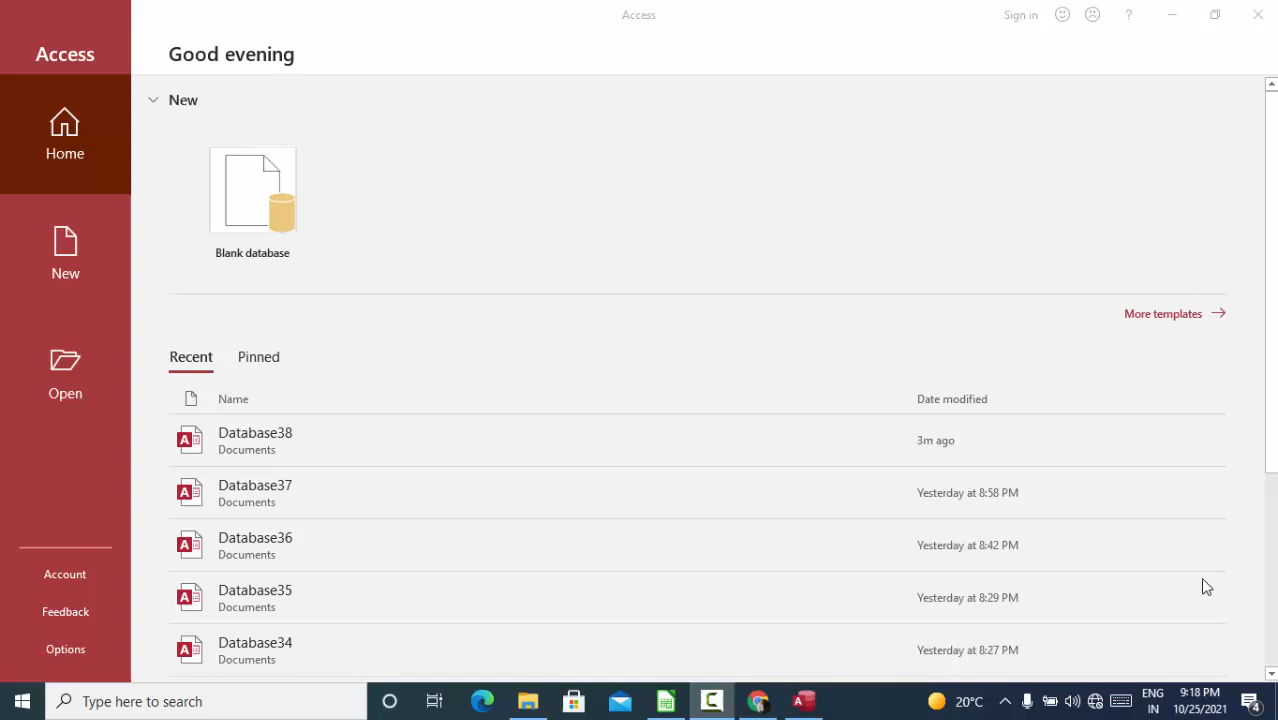 Access
Sign in
?
Access
Good evening
New
Home
Blank database
New
More templates
Recent Pinned
Open
Name Date modified
A Database38
Documents
3m ago
A Database37
Documents
Yesterday at 8:58 PM
A Database36
Documents
Yesterday at 8:42 PM
A Database35
Documents
Yesterday at 8:29 PM
A Database34
Documents
Yesterday at 8:27 PM
Account
Feedback
Options
Type here to search
C
A
20°C
ENG
IN
9:18 PM
10/25/2021
4